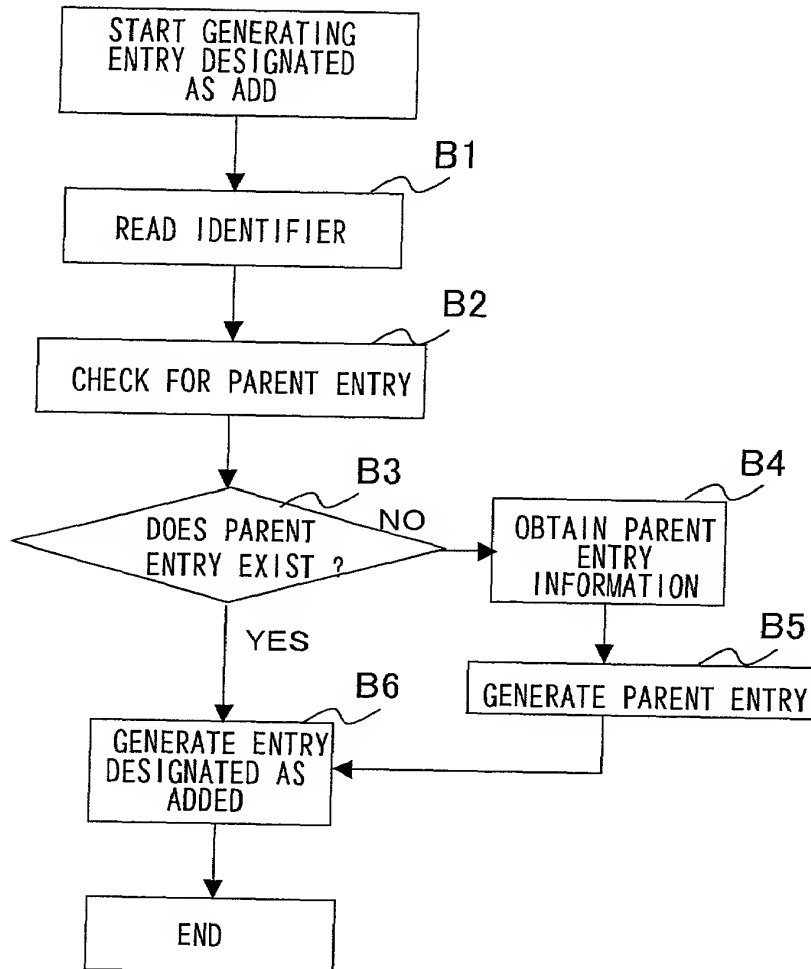 START GENERATING
ENTRY DESIGNATED
AS ADD
B1
READ IDENTIFIER
B2
CHECK FOR PARENT ENTRY
B3
DOES PARENT
ENTRY EXIST ?
NO
B4
OBTAIN PARENT
ENTRY
INFORMATION
YES
B5
GENERATE PARENT ENTRY
B6
GENERATE ENTRY
DESIGNATED AS
ADDED
END